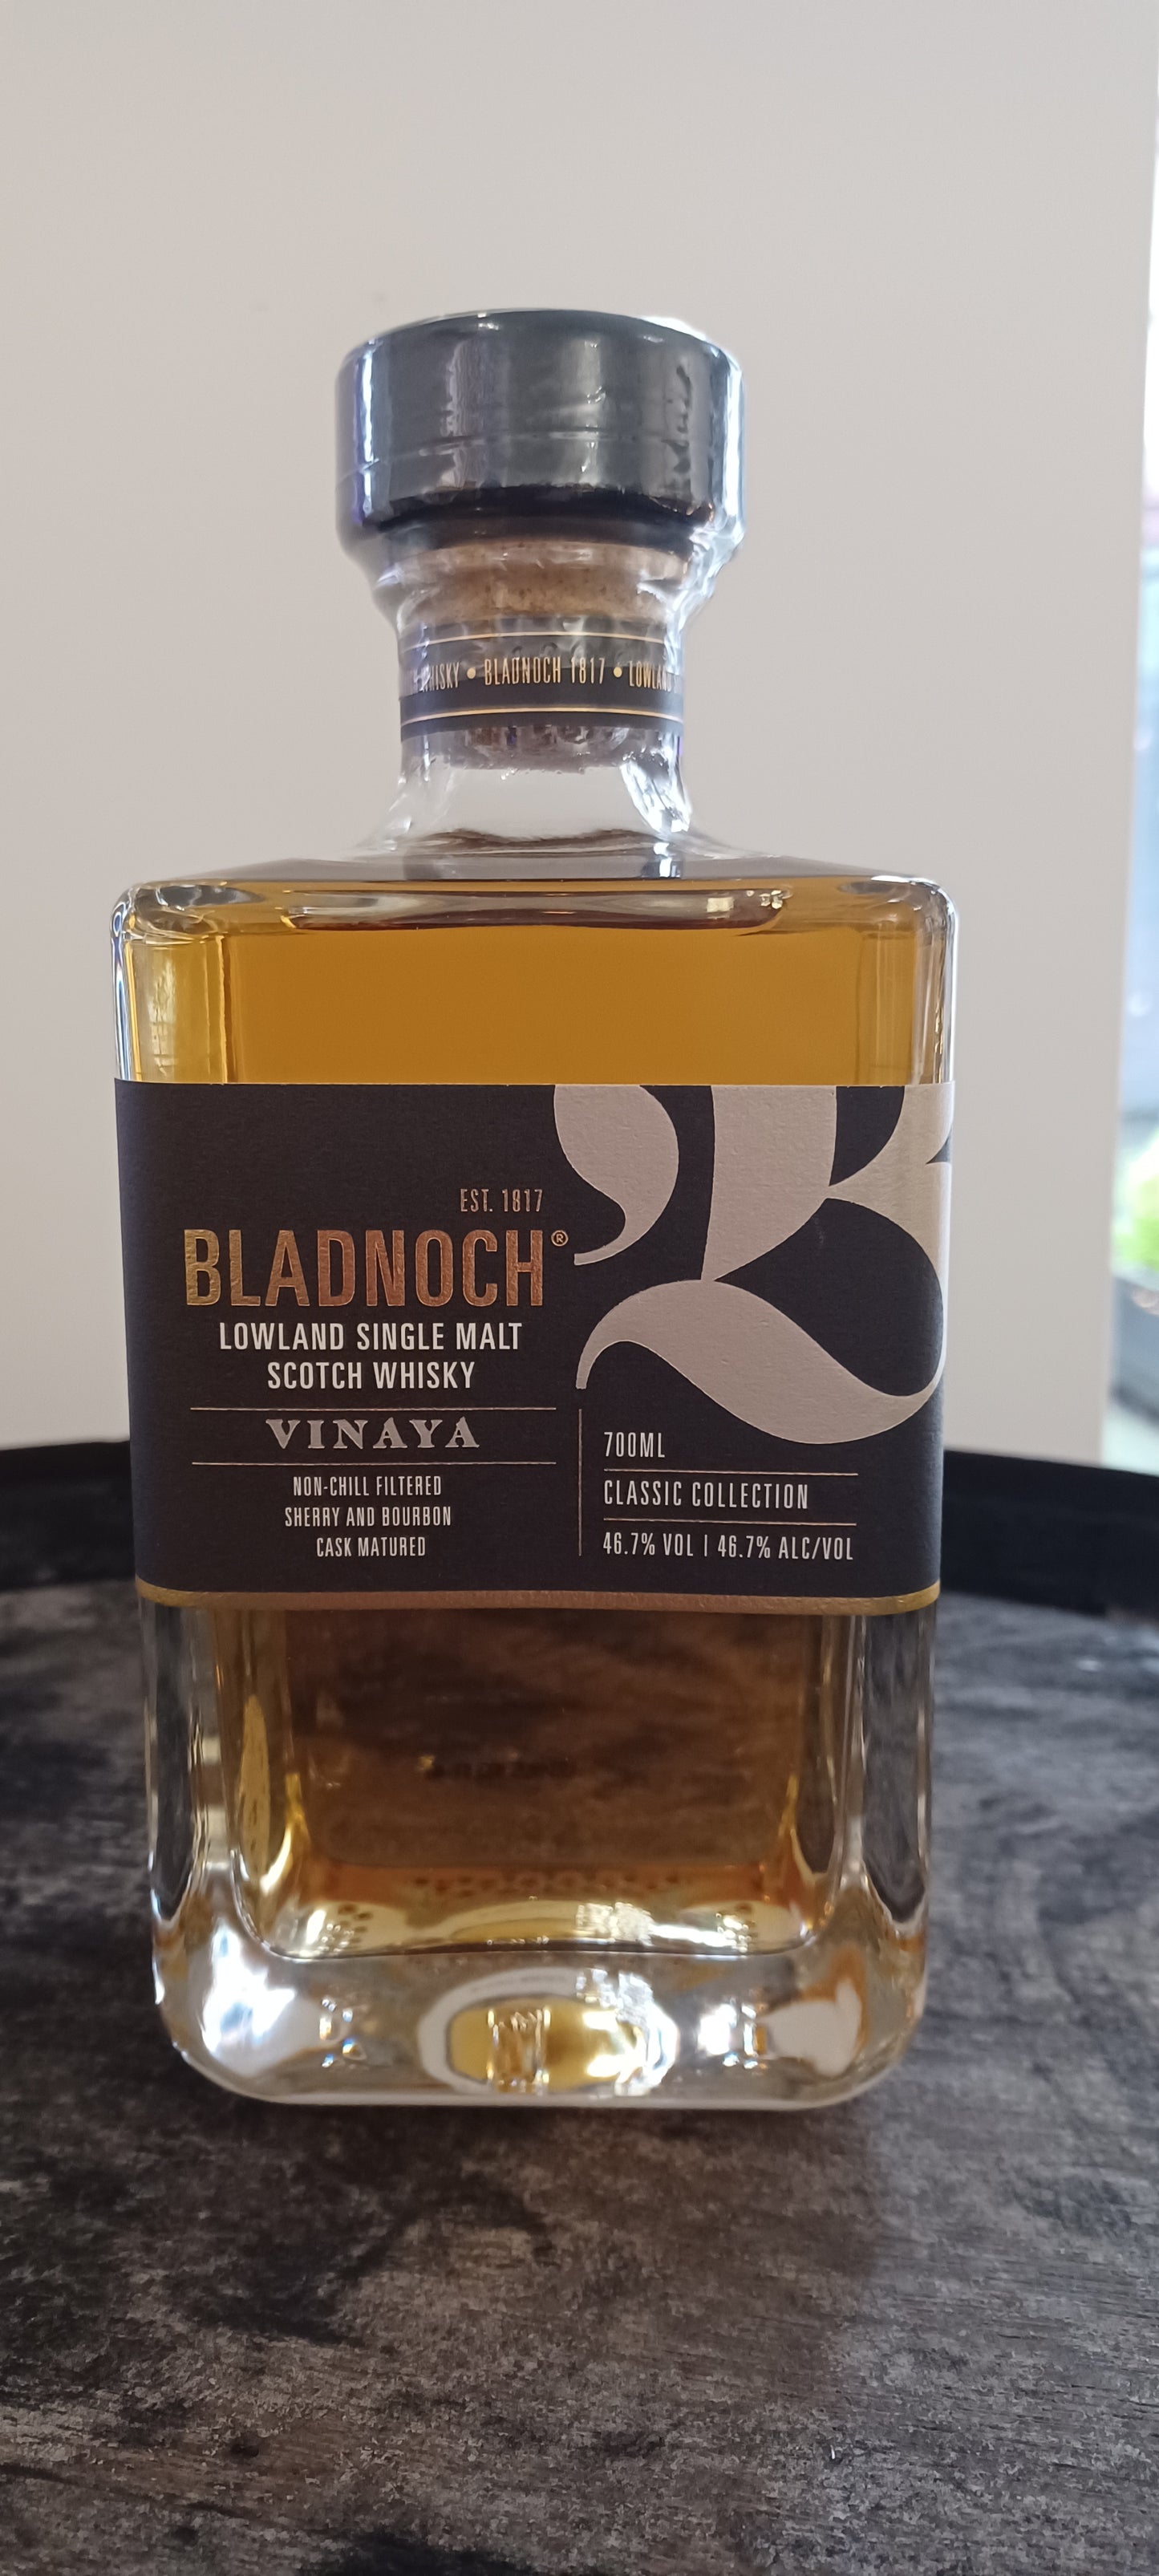 WHISKY • BLADNOCH 1817 • LOWLAND
EST. 1817
BLADNOCH®
LOWLAND SINGLE MALT
SCOTCH WHISKY
VINAYA
NON-CHILL FILTERED
SHERRY AND BOURBON
CASK MATURED
B
700ML
CLASSIC COLLECTION
46.7% VOL | 46.7% ALC/VOL